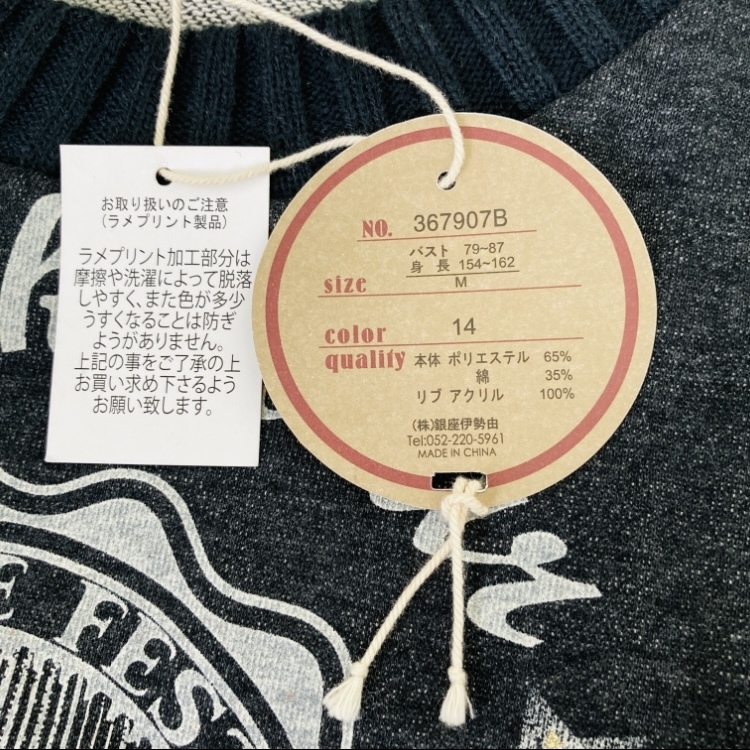 お取り扱いのご注意
(ラメプリント製品)
ラメプリント加工部分は
摩擦や洗濯によって脱落
しやすく、また色が多少
うすくなることは防ぎ
ようがありません。
上記の事をご了承の上
お買い求め下さるよう
お願い致します。
NO. 367907B
バスト 79~87
身長 154~162
size M
color 14
quality 本体 ポリエステル 65%
綿 35%
リブ アクリル 100%
(株)銀座伊勢由
Tel:052-220-5961
MADE IN CHINA
E FES